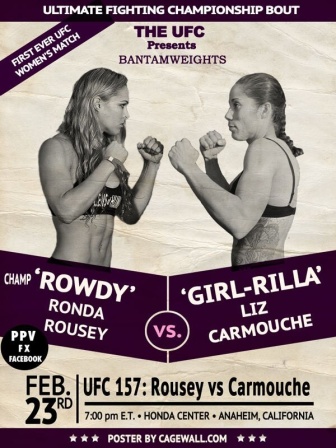 ULTIMATE FIGHTING CHAMPIONSHIP BOUT
FIRST EVER UFC
WOMEN'S MATCH
THE UFC
Presents
BANTAMWEIGHTS
CHAMP 'ROWDY'
RONDA
ROUSEY
VS.
'GIRL-RILLA'
LIZ
CARMOUCHE
PPV
FX
FACEBOOK
FEB.
23RD
UFC 157: Rousey vs Carmouche
7:00 pm E.T. • HONDA CENTER • ANAHEIM, CALIFORNIA
★ ★ ★ POSTER BY CAGEWALL.COM ★ ★ ★